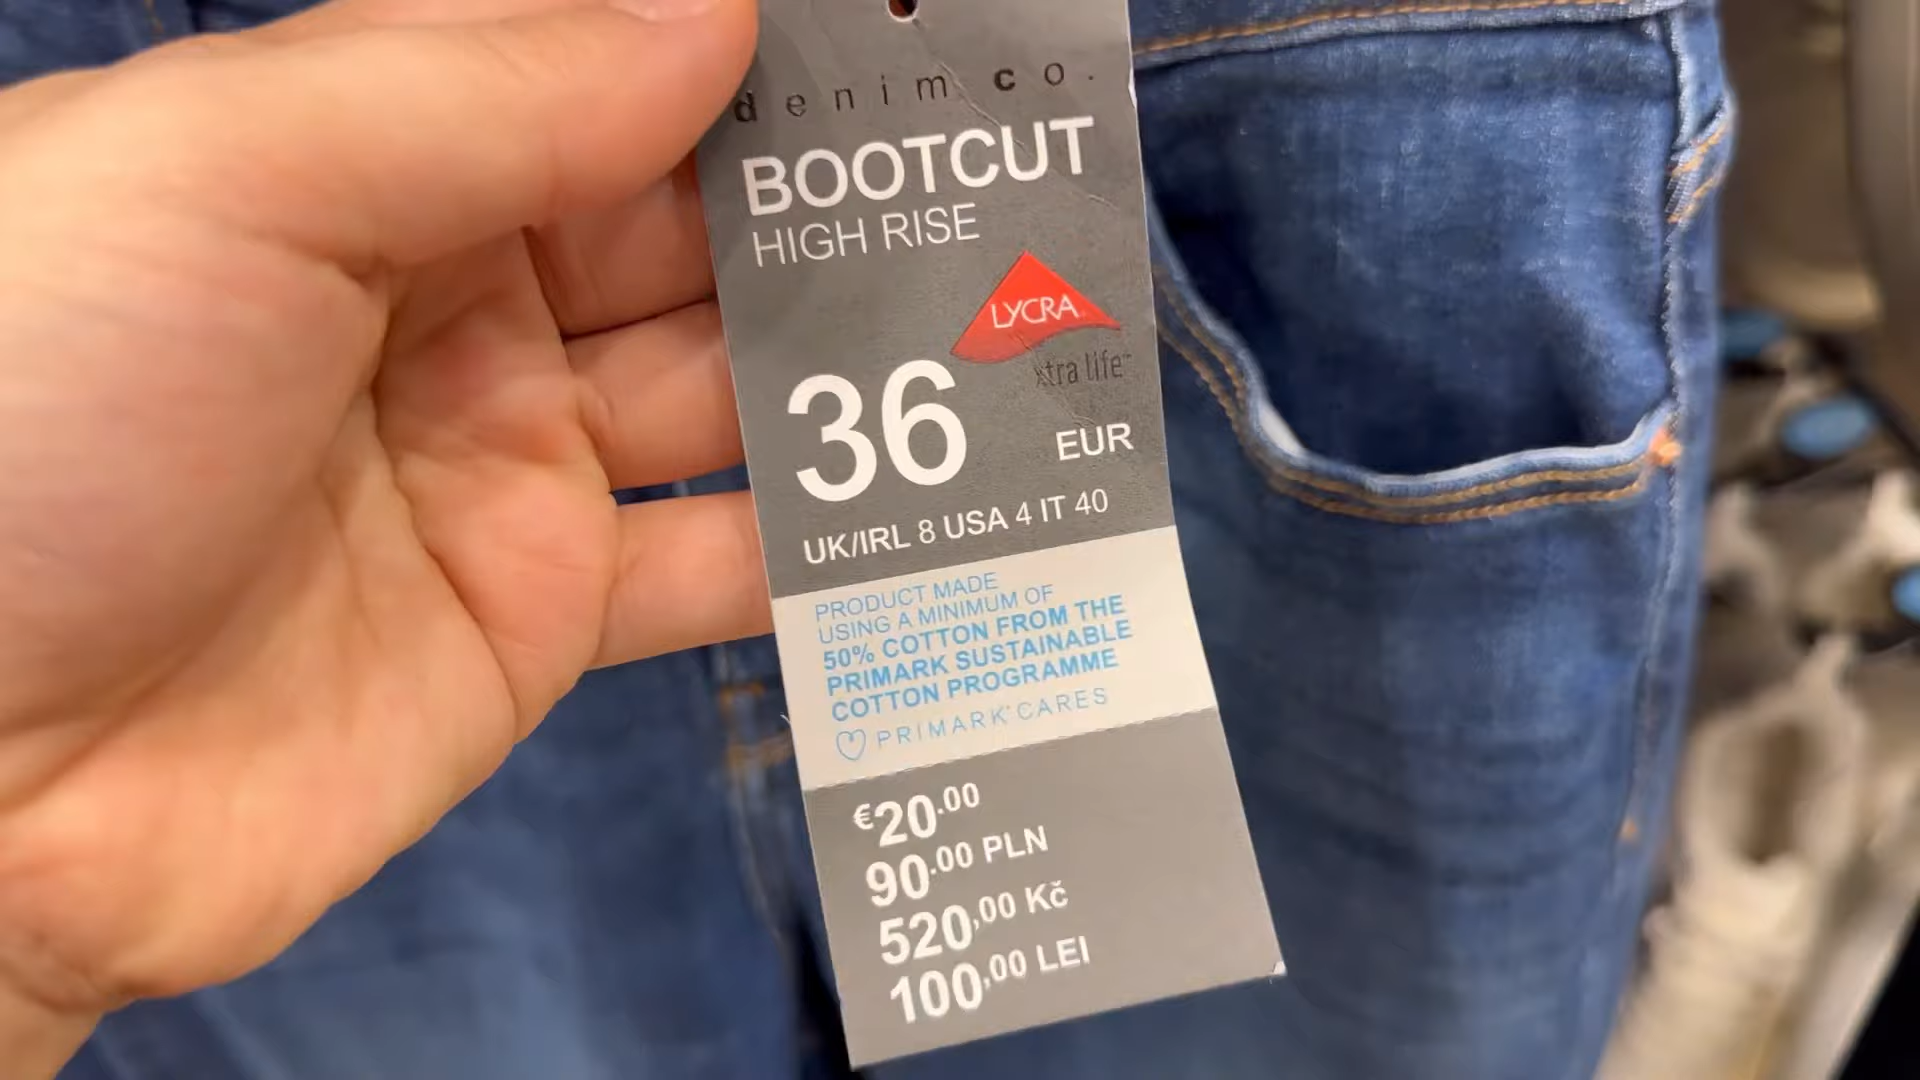 denim co.
BOOTCUT
HIGH RISE
LYCRA
xtra life™
36 EUR
UK/IRL 8 USA 4 IT 40
PRODUCT MADE
USING A MINIMUM OF
50% COTTON FROM THE
PRIMARK SUSTAINABLE
COTTON PROGRAMME
PRIMARK® CARES
€20.00
90.00 PLN
520,00 Kč
100,00 LEI